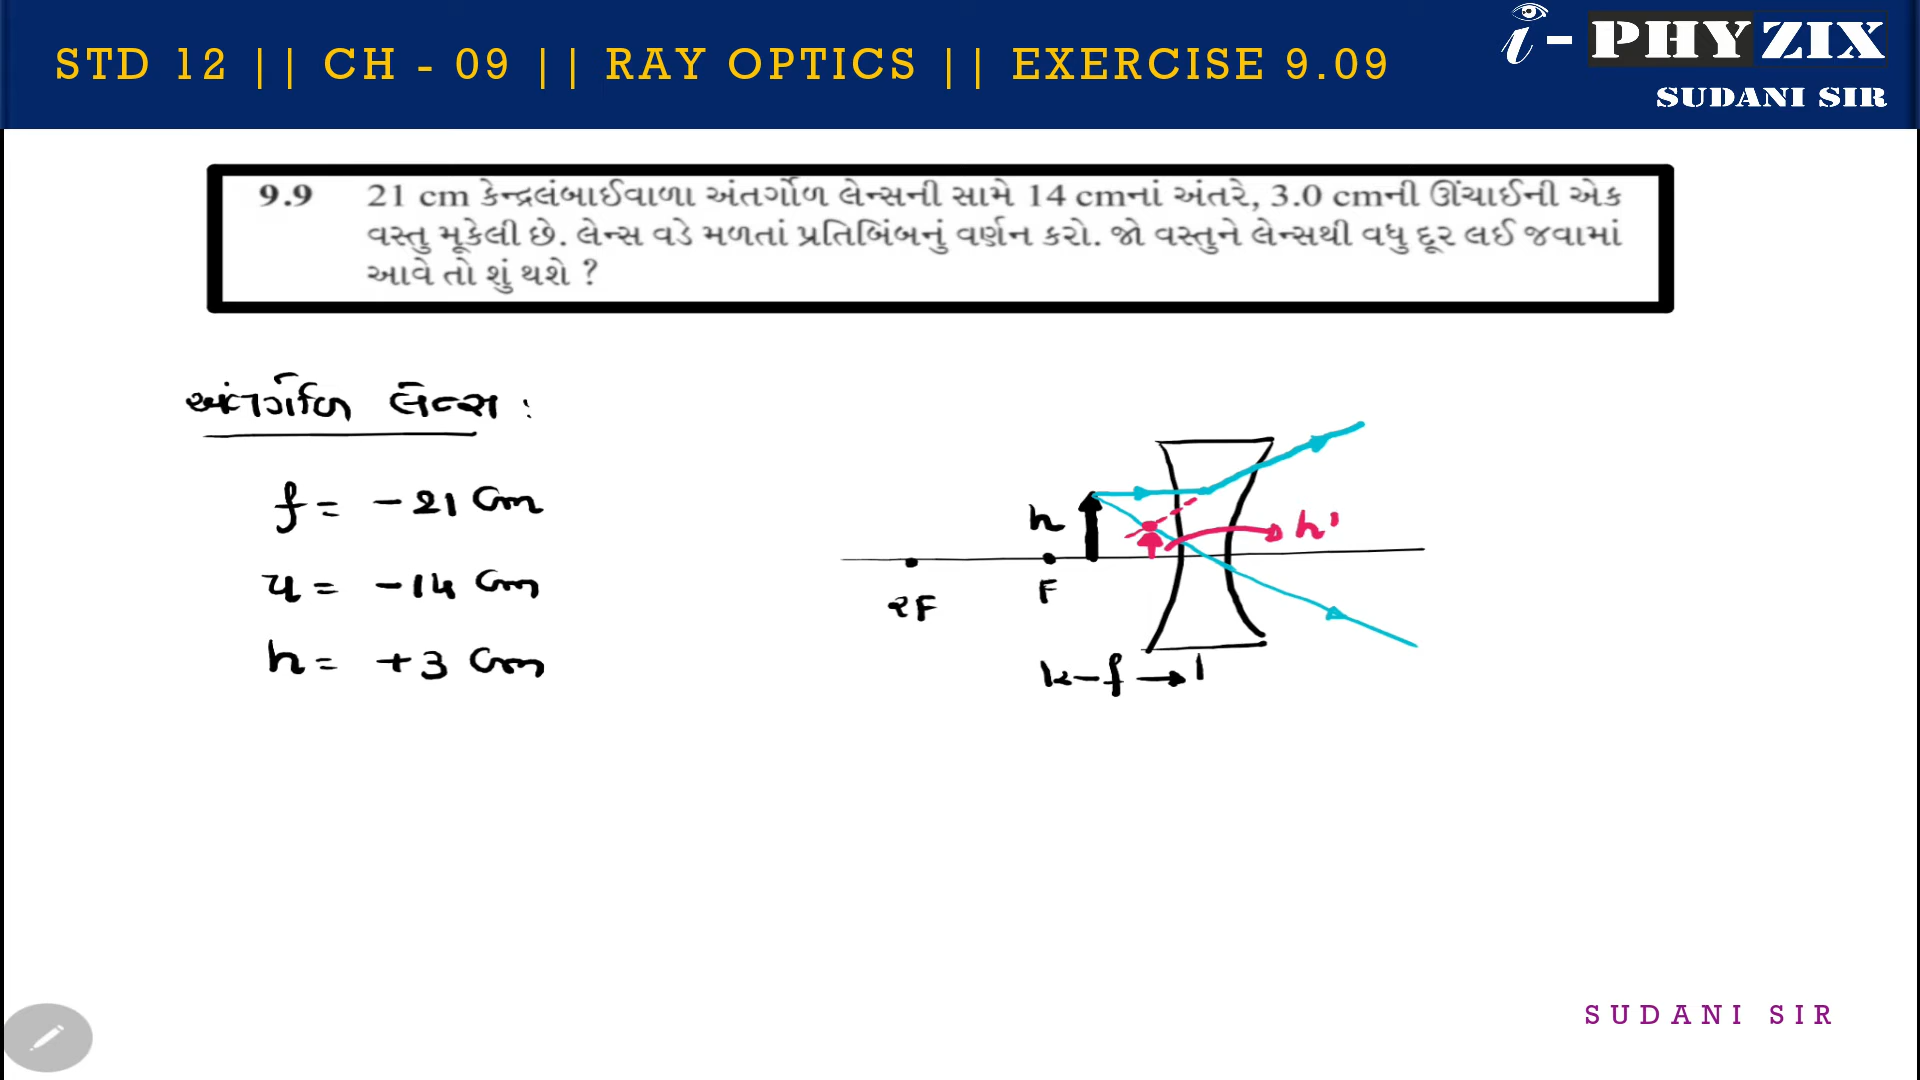 STD 12 || CH - 09 || RAY OPTICS || EXERCISE 9.09
i-PHYZIX
SUDANI SIR
9.9 21 cm કેન્દ્રલંબાઈવાળા અંતર્ગોળ લેન્સની સામે 14 cmનાં અંતરે, 3.0 cmની ઊંચાઈની એક
વસ્તુ મૂકેલી છે. લેન્સ વડે મળતાં પ્રતિબિંબનું વર્ણન કરો. જો વસ્તુને લેન્સથી વધુ દૂર લઈ જવામાં
આવે તો શું થશે ?
અંતર્ગોળ લેન્સ :
f = -21 cm
u = -14 cm
h = +3 cm
h
h'
2F
F
f
SUDANI SIR